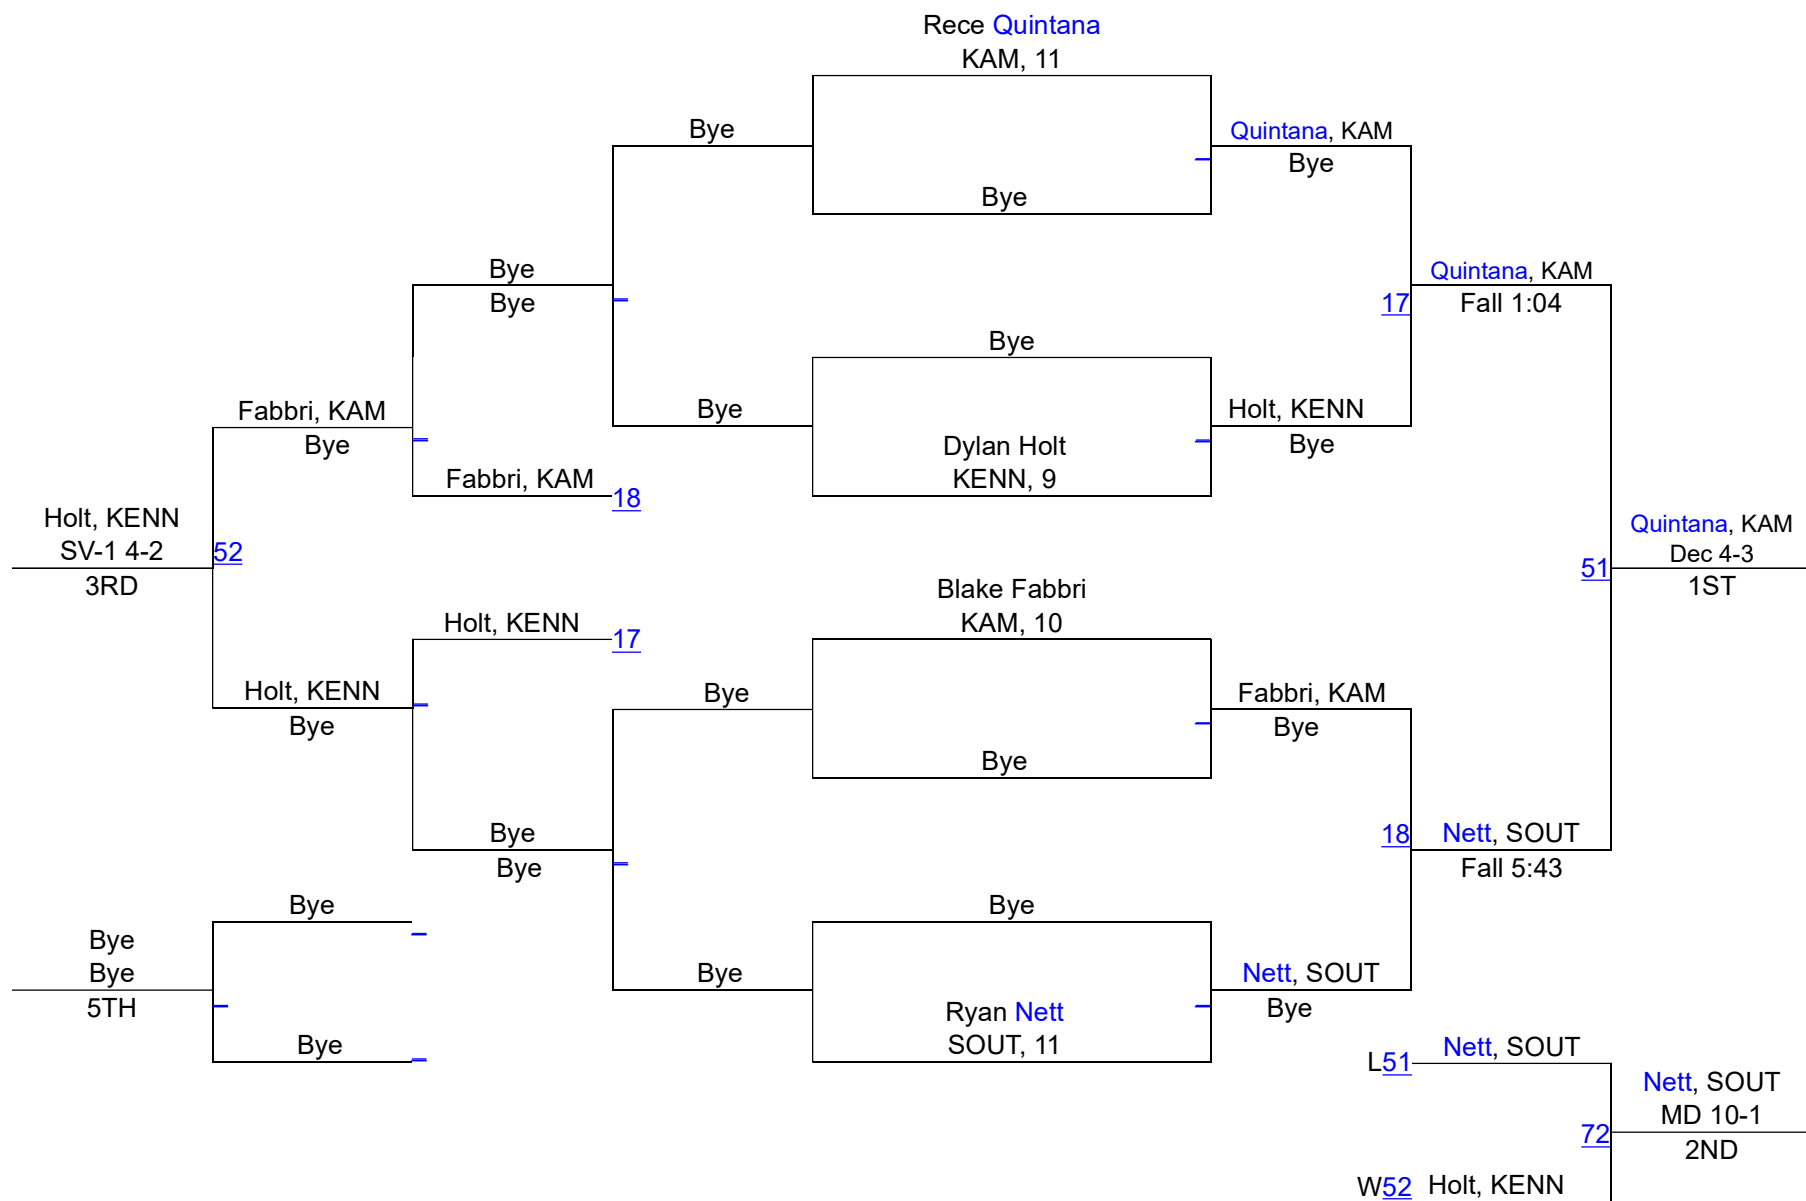 Rece Quintana
KAM, 11
Bye
Quintana, KAM
Bye
Bye
Bye
Bye
Quintana, KAM
17
Fall 1:04
Bye
Fabbri, KAM
Bye
Bye
Holt, KENN
Bye
Dylan Holt
KENN, 9
Fabbri, KAM
18
Holt, KENN
SV-1 4-2
52
3RD
Quintana, KAM
Dec 4-3
51
1ST
Blake Fabbri
KAM, 10
Holt, KENN
17
Holt, KENN
Bye
Bye
Fabbri, KAM
Bye
Bye
Bye
Bye
18
Nett, SOUT
Fall 5:43
Bye
Bye
Bye
Bye
5TH
Bye
Bye
Nett, SOUT
Bye
Ryan Nett
SOUT, 11
L51
Nett, SOUT
Nett, SOUT
MD 10-1
72
2ND
W52
Holt, KENN